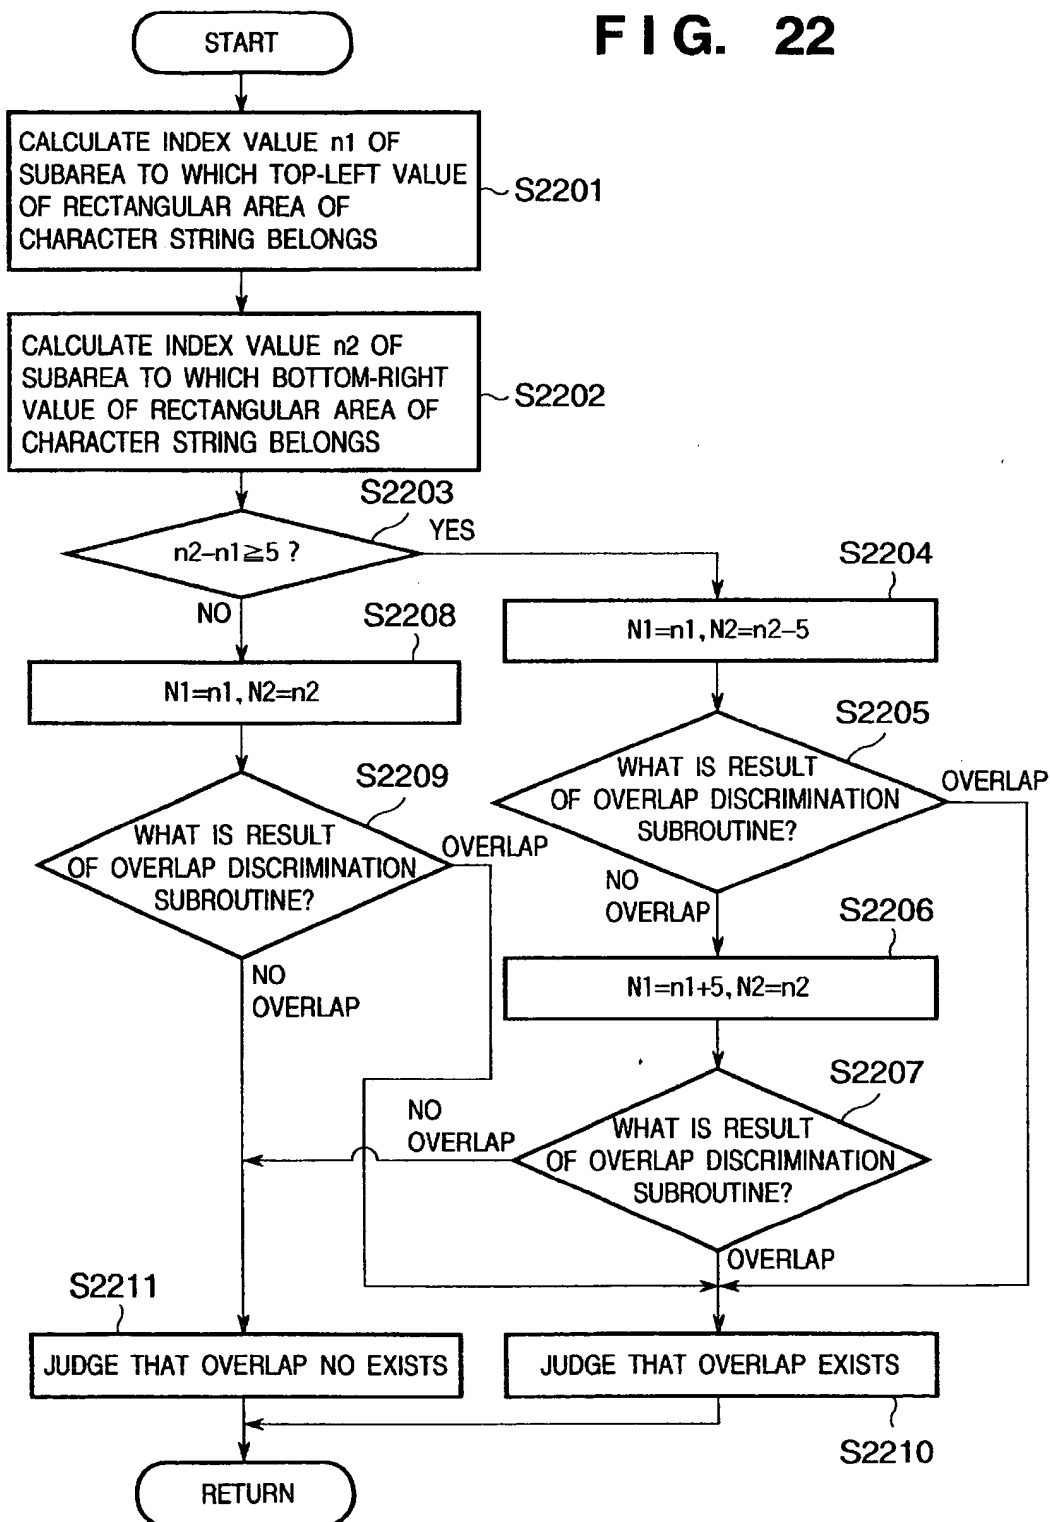 FIG. 22
START
CALCULATE INDEX VALUE n1 OF
SUBAREA TO WHICH TOP-LEFT VALUE
OF RECTANGULAR AREA OF
CHARACTER STRING BELONGS
S2201
CALCULATE INDEX VALUE n2 OF
SUBAREA TO WHICH BOTTOM-RIGHT
VALUE OF RECTANGULAR AREA OF
CHARACTER STRING BELONGS
S2202
S2203
n2-n1≧5 ?
YES
NO
S2204
N1=n1, N2=n2-5
S2208
N1=n1, N2=n2
S2205
WHAT IS RESULT
OF OVERLAP DISCRIMINATION
SUBROUTINE?
OVERLAP
NO
OVERLAP
S2209
WHAT IS RESULT
OF OVERLAP DISCRIMINATION
SUBROUTINE?
OVERLAP
NO
OVERLAP
S2206
N1=n1+5, N2=n2
S2207
WHAT IS RESULT
OF OVERLAP DISCRIMINATION
SUBROUTINE?
NO
OVERLAP
OVERLAP
S2211
JUDGE THAT OVERLAP NO EXISTS
JUDGE THAT OVERLAP EXISTS
S2210
RETURN